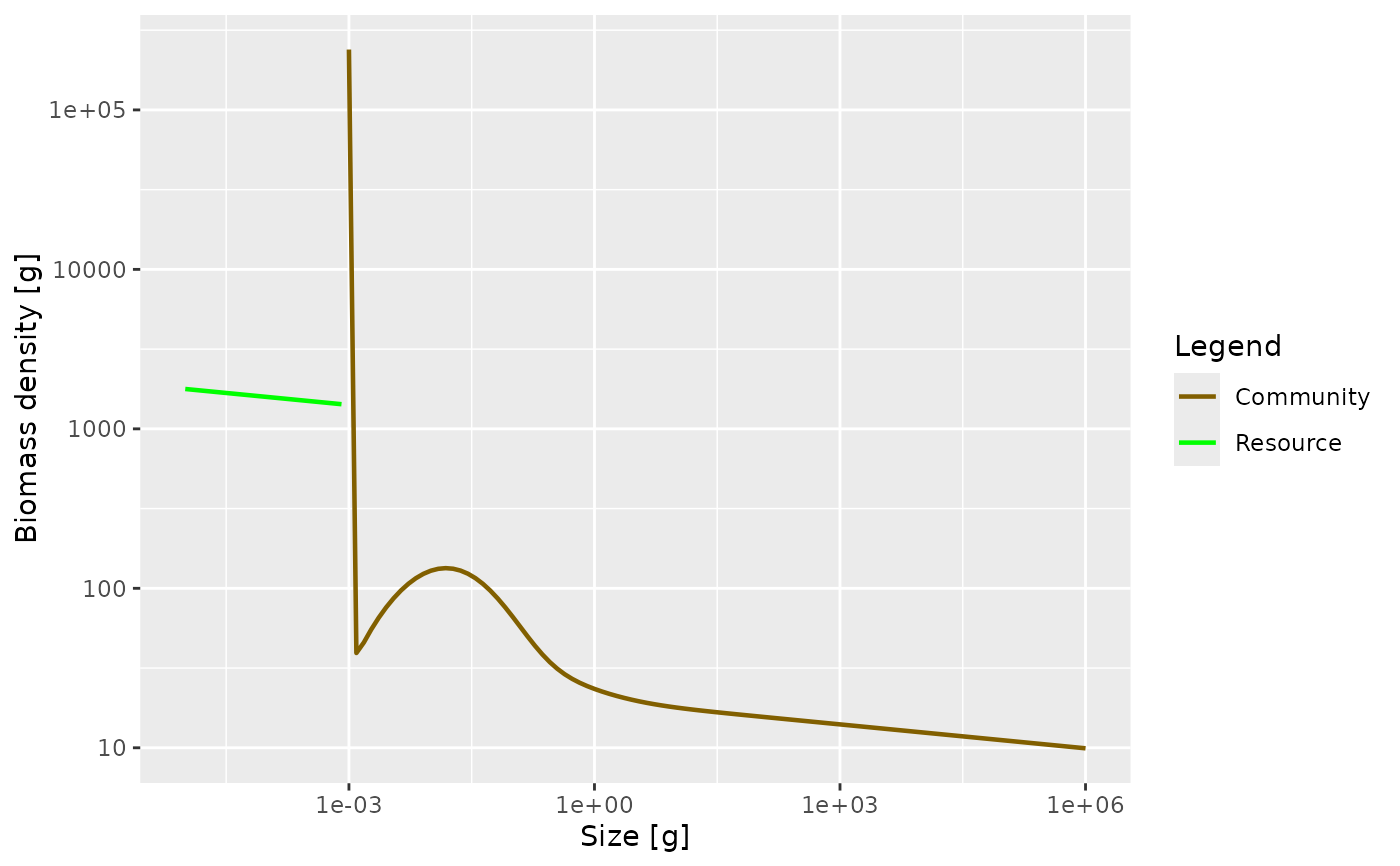 Biomass density [g]
1e+05
10000
1000
100
10
1e-03
1e+00
1e+03
1e+06
Size [g]
Legend
Community
Resource